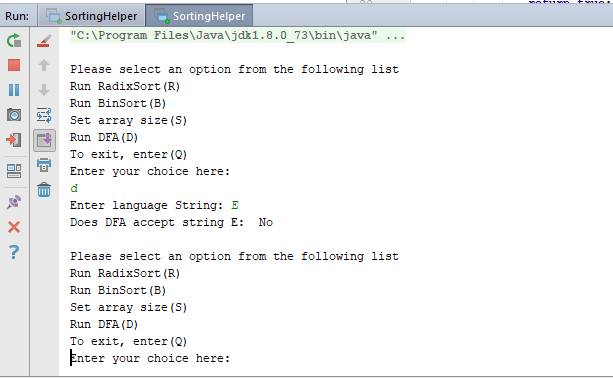 return true;
Run: SortingHelper SortingHelper
"C:\Program Files\Java\jdk1.8.0_73\bin\java" ...
Please select an option from the following list
Run RadixSort(R)
Run BinSort(B)
Set array size(S)
Run DFA(D)
To exit, enter(Q)
Enter your choice here:
d
Enter language String: E
Does DFA accept string E:  No
Please select an option from the following list
Run RadixSort(R)
Run BinSort(B)
Set array size(S)
Run DFA(D)
To exit, enter(Q)
Enter your choice here: